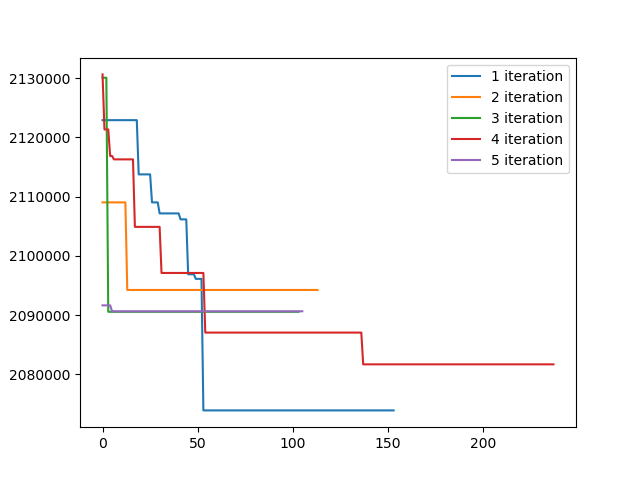 2130000
2120000
2110000
2100000
2090000
2080000
0
50
100
150
200
1 iteration
2 iteration
3 iteration
4 iteration
5 iteration